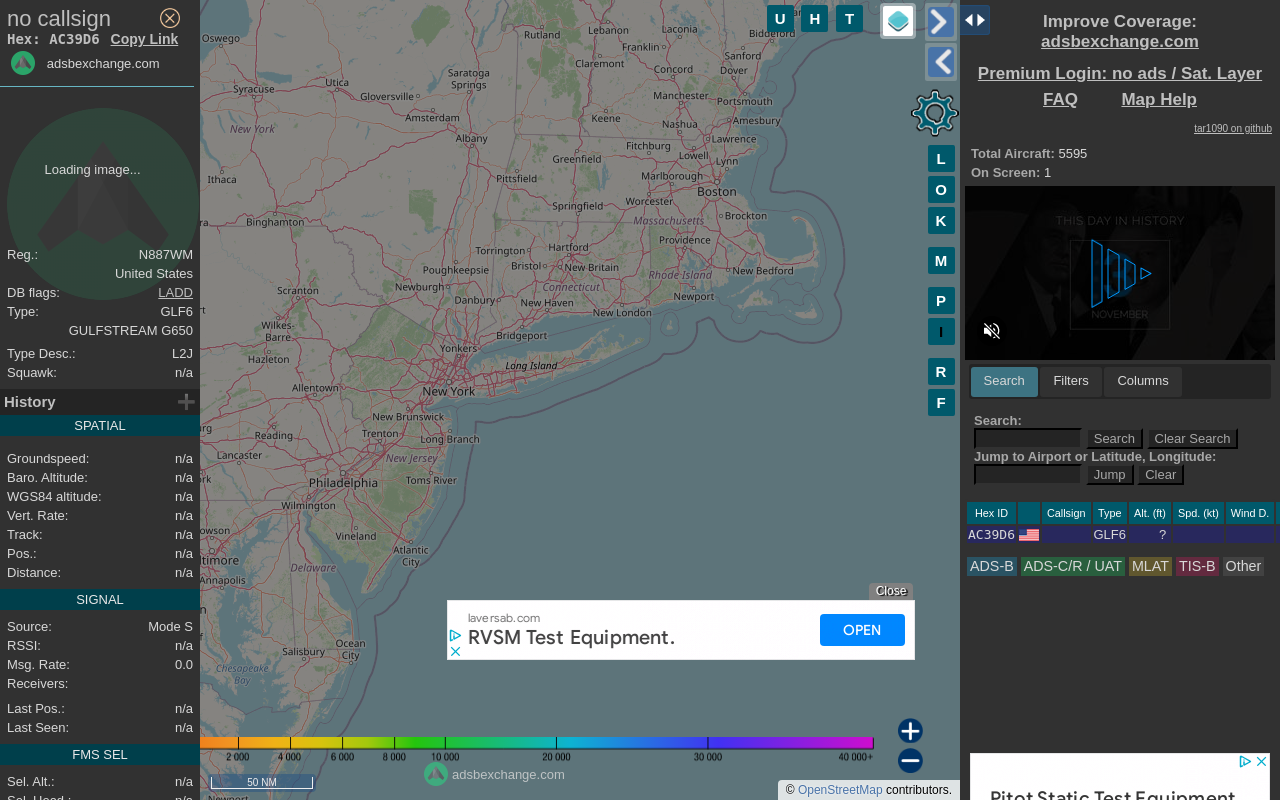 no callsign
Hex: AC39D6 Copy Link
adsbexchange.com
Loading image...
Reg.: N887WM
United States
DB flags: LADD
Type: GLF6
GULFSTREAM G650
Type Desc.: L2J
Squawk: n/a
History
SPATIAL
Groundspeed: n/a
Baro. Altitude: n/a
WGS84 altitude: n/a
Vert. Rate: n/a
Track: n/a
Pos.: n/a
Distance: n/a
SIGNAL
Source: Mode S
RSSI: n/a
Msg. Rate: 0.0
Receivers:
Last Pos.: n/a
Last Seen: n/a
FMS SEL
Sel. Alt.: n/a
U H T
Oswego
Rutland
Lebanon
Laconia
Biddeford
Franklin
Sanford
Claremont
Concord
Dover
Utica
Saratoga
Springs
Syracuse
Gloversville
Manchester
Portsmouth
Amsterdam
Keene
Nashua
Amesbury
New York
Albany
Fitchburg
Lawrence
Greenfield
Lowell
Lynn
Ithaca
Pittsfield
Marlborough
Boston
Worcester
Binghamton
Springfield
Massachusetts
Brockton
Providence
Torrington
Hartford
Poughkeepsie
Bristol
New Britain
New Bedford
Rhode Island
Newburgh
Connecticut
Scranton
Danbury
New Haven
Newport
New London
Wilkes-
Barre
Bridgeport
Hazleton
Yonkers
Long Island
Allentown
New York
New Brunswick
Reading
Trenton
Long Branch
Lancaster
New Jersey
Philadelphia
Toms River
Wilmington
Vineland
Atlantic
City
Annapolis
Delaware
Salisbury
Ocean
City
Chesapeake
Bay
L
O
K
M
P
I
R
F
Close
laversab.com
RVSM Test Equipment.
OPEN
2 000 4 000 6 000 8 000 10 000 20 000 30 000 40 000+
adsbexchange.com
50 NM
© OpenStreetMap contributors.
Improve Coverage:
adsbexchange.com
Premium Login: no ads / Sat. Layer
FAQ Map Help
tar1090 on github
Total Aircraft: 5595
On Screen: 1
THIS DAY IN HISTORY
NOVEMBER
Search Filters Columns
Search:
Search Clear Search
Jump to Airport or Latitude, Longitude:
Jump Clear
Hex ID Callsign Type Alt. (ft) Spd. (kt) Wind D.
AC39D6 GLF6 ?
ADS-B ADS-C/R / UAT MLAT TIS-B Other
Pitot Static Test Equipment